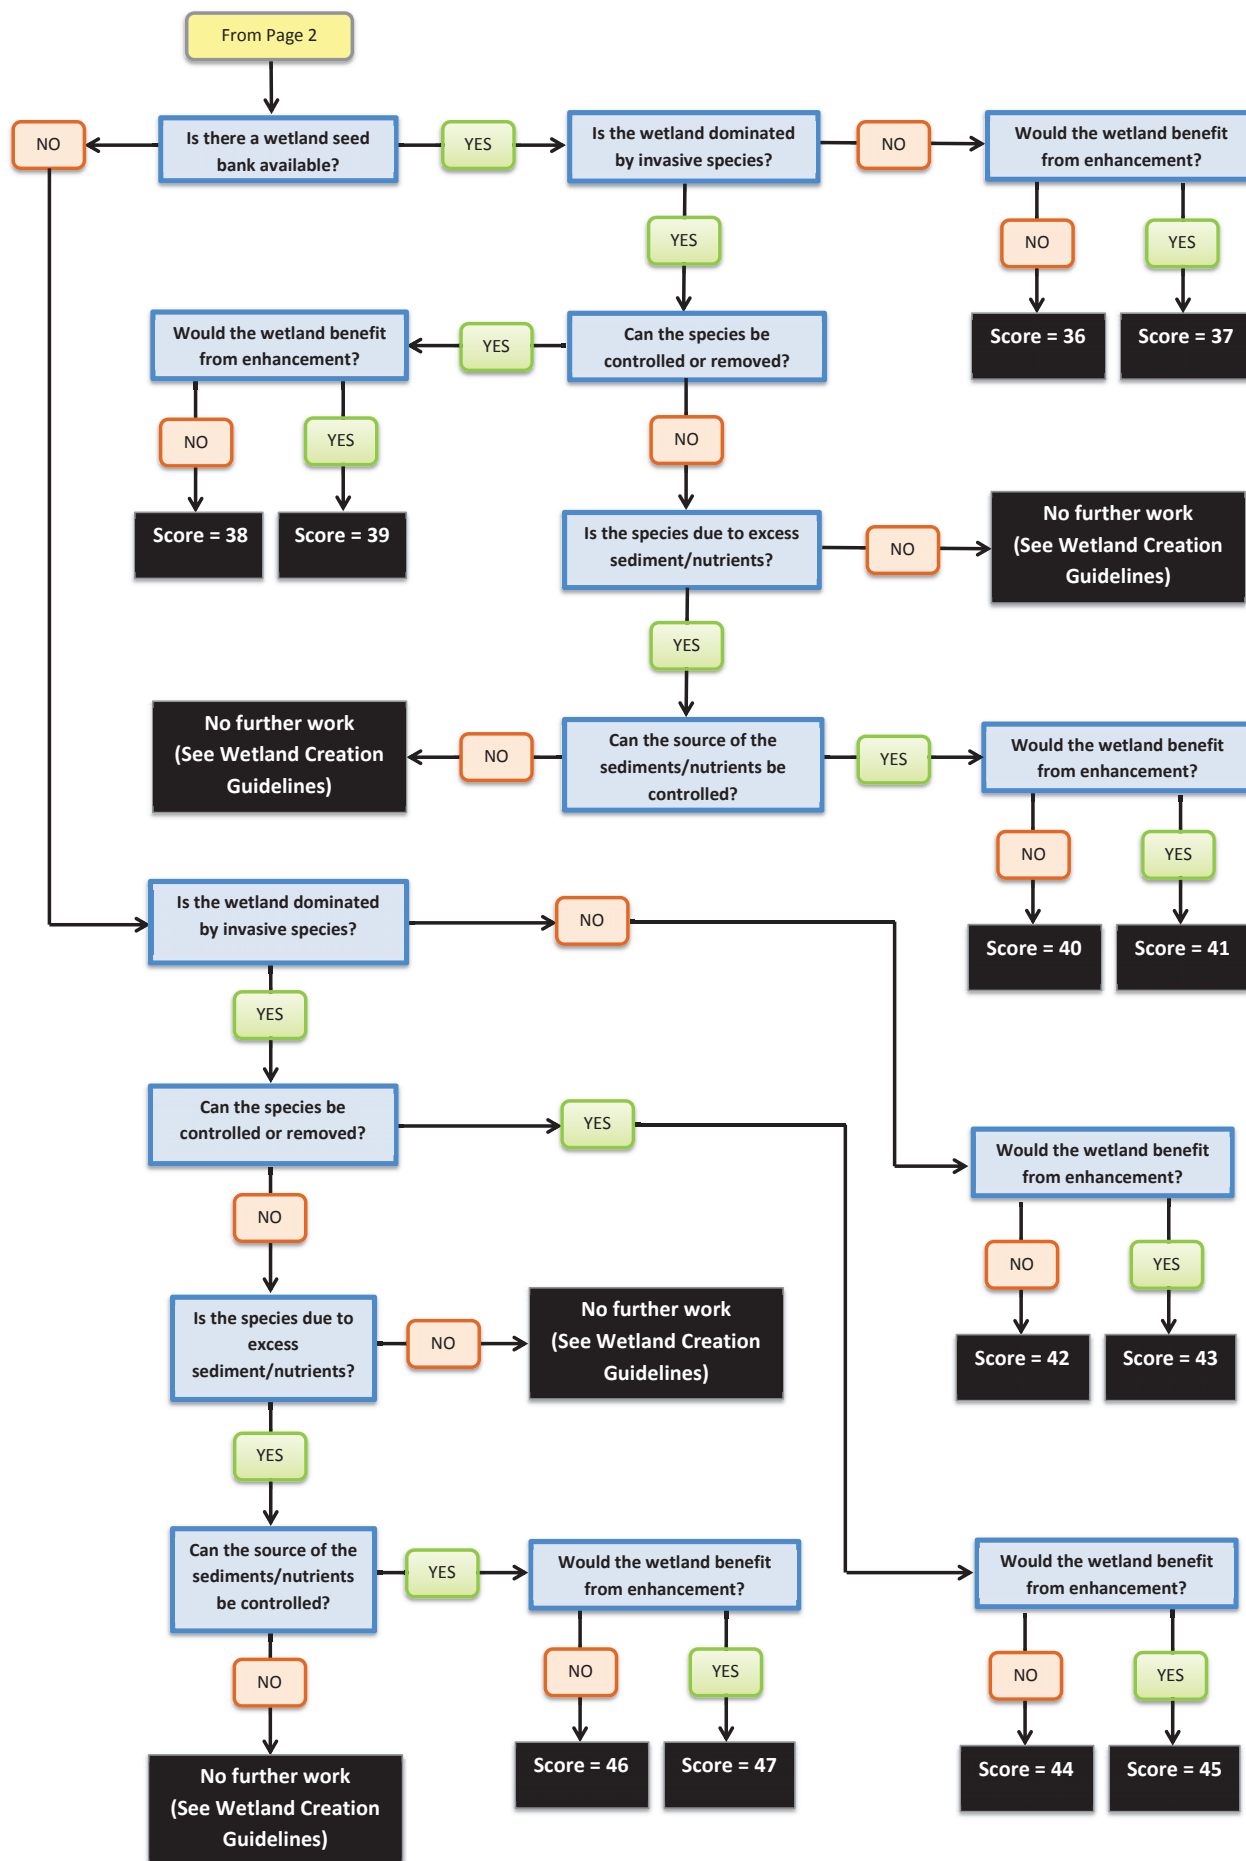 From Page 2
NO
Is there a wetland seed
bank available?
YES
Is the wetland dominated
by invasive species?
NO
Would the wetland benefit
from enhancement?
YES
NO
YES
Would the wetland benefit
from enhancement?
YES
Can the species be
controlled or removed?
Score = 36
Score = 37
NO
YES
NO
Score = 38
Score = 39
Is the species due to excess
sediment/nutrients?
NO
No further work
(See Wetland Creation
Guidelines)
YES
No further work
(See Wetland Creation
Guidelines)
NO
Can the source of the
sediments/nutrients be
controlled?
YES
Would the wetland benefit
from enhancement?
NO
YES
Is the wetland dominated
by invasive species?
NO
Score = 40
Score = 41
YES
Can the species be
controlled or removed?
YES
Would the wetland benefit
from enhancement?
NO
NO
YES
Is the species due to
excess
sediment/nutrients?
NO
No further work
(See Wetland Creation
Guidelines)
Score = 42
Score = 43
YES
Can the source of the
sediments/nutrients
be controlled?
YES
Would the wetland benefit
from enhancement?
Would the wetland benefit
from enhancement?
NO
NO
YES
NO
YES
No further work
(See Wetland Creation
Guidelines)
Score = 46
Score = 47
Score = 44
Score = 45